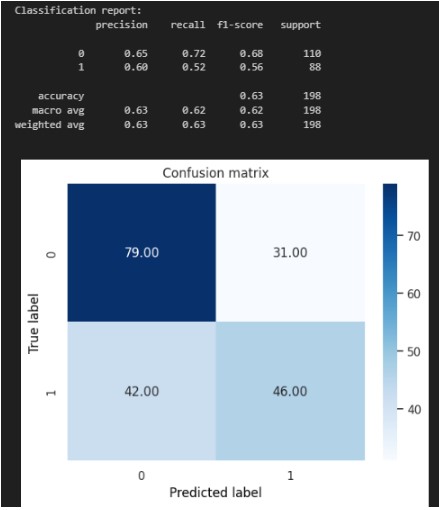 Classification report:
precision recall f1-score support
0 0.65 0.72 0.68 110
1 0.60 0.52 0.56 88
accuracy 0.63 198
macro avg 0.63 0.62 0.62 198
weighted avg 0.63 0.63 0.63 198
Confusion matrix
True label
0
79.00 31.00
1
42.00 46.00
0 1
Predicted label
70
60
50
40